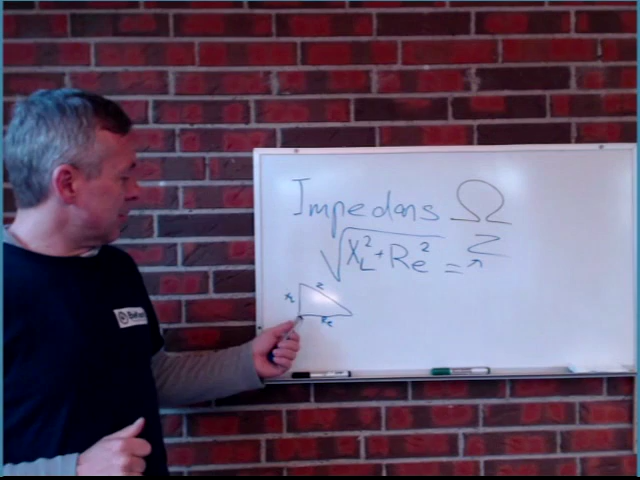 Impedans Ω
√X_L² + Re² = Z
Z
X_L
Re